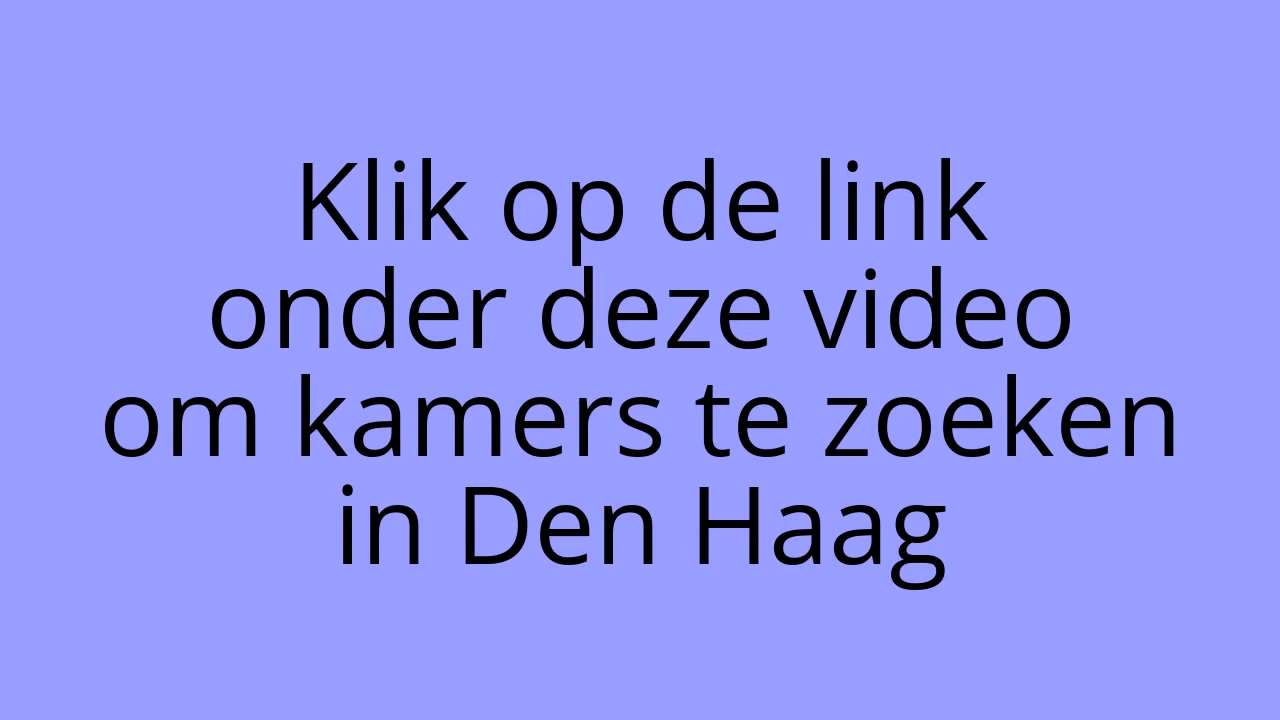 Klik op de link
onder deze video
om kamers te zoeken
in Den Haag